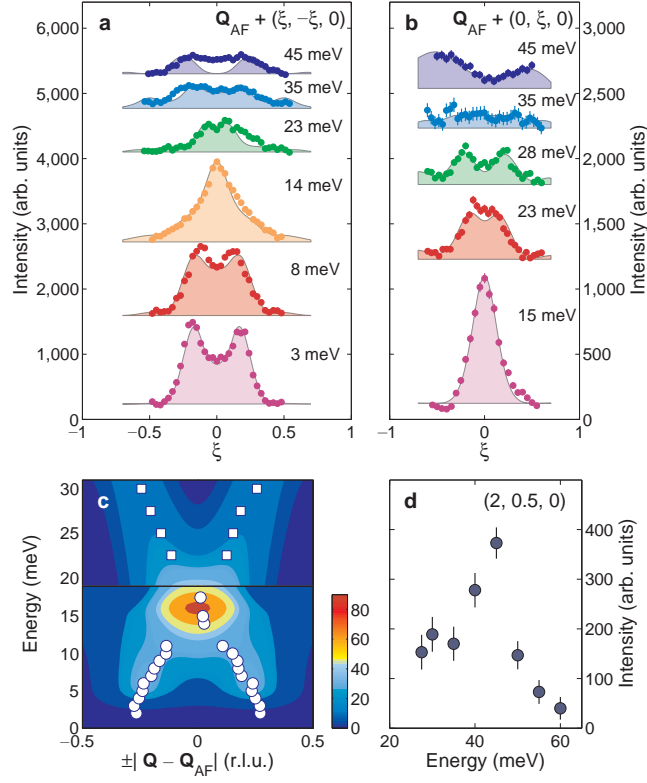 a
Q_AF + (ξ, −ξ, 0)
45 meV
35 meV
23 meV
14 meV
8 meV
3 meV
6,000
5,000
4,000
3,000
2,000
1,000
0
Intensity (arb. units)
−1
−0.5
0
0.5
1
ξ
b
Q_AF + (0, ξ, 0)
45 meV
35 meV
28 meV
23 meV
15 meV
3,000
2,500
2,000
1,500
1,000
500
0
Intensity (arb. units)
−1
0
1
ξ
c
30
25
20
15
10
5
0
Energy (meV)
−0.5
0
0.5
±| Q − Q_AF| (r.l.u.)
80
60
40
20
0
d
(2, 0.5, 0)
400
300
200
100
0
Intensity (arb. units)
20
40
60
Energy (meV)